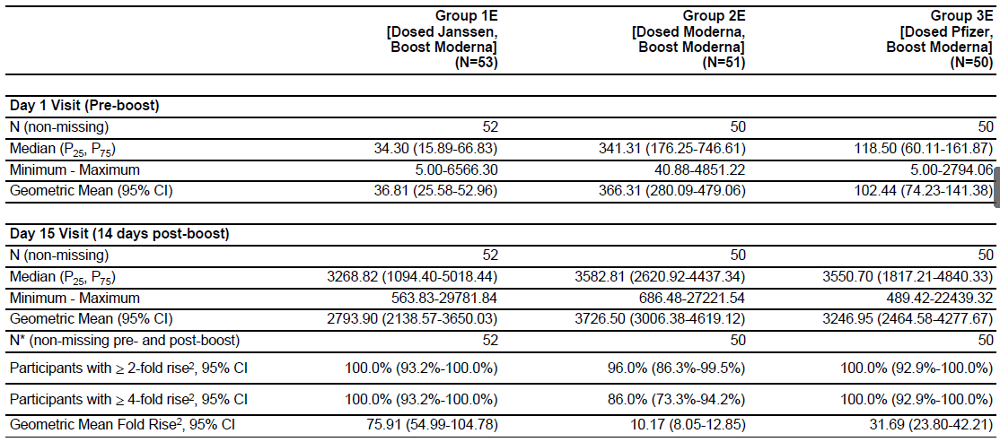 Group 1E Group 2E Group 3E
[Dosed Janssen, [Dosed Moderna, [Dosed Pfizer,
Boost Moderna] Boost Moderna] Boost Moderna]
(N=53) (N=51) (N=50)
Day 1 Visit (Pre-boost)
N (non-missing) 52 50 50
Median (P25, P75) 34.30 (15.89-66.83) 341.31 (176.25-746.61) 118.50 (60.11-161.87)
Minimum - Maximum 5.00-6566.30 40.88-4851.22 5.00-2794.06
Geometric Mean (95% CI) 36.81 (25.58-52.96) 366.31 (280.09-479.06) 102.44 (74.23-141.38)
Day 15 Visit (14 days post-boost)
N (non-missing) 52 50 50
Median (P25, P75) 3268.82 (1094.40-5018.44) 3582.81 (2620.92-4437.34) 3550.70 (1817.21-4840.33)
Minimum - Maximum 563.83-29781.84 686.48-27221.54 489.42-22439.32
Geometric Mean (95% CI) 2793.90 (2138.57-3650.03) 3726.50 (3006.38-4619.12) 3246.95 (2464.58-4277.67)
N* (non-missing pre- and post-boost) 52 50 50
Participants with ≥ 2-fold rise², 95% CI 100.0% (93.2%-100.0%) 96.0% (86.3%-99.5%) 100.0% (92.9%-100.0%)
Participants with ≥ 4-fold rise², 95% CI 100.0% (93.2%-100.0%) 86.0% (73.3%-94.2%) 100.0% (92.9%-100.0%)
Geometric Mean Fold Rise², 95% CI 75.91 (54.99-104.78) 10.17 (8.05-12.85) 31.69 (23.80-42.21)